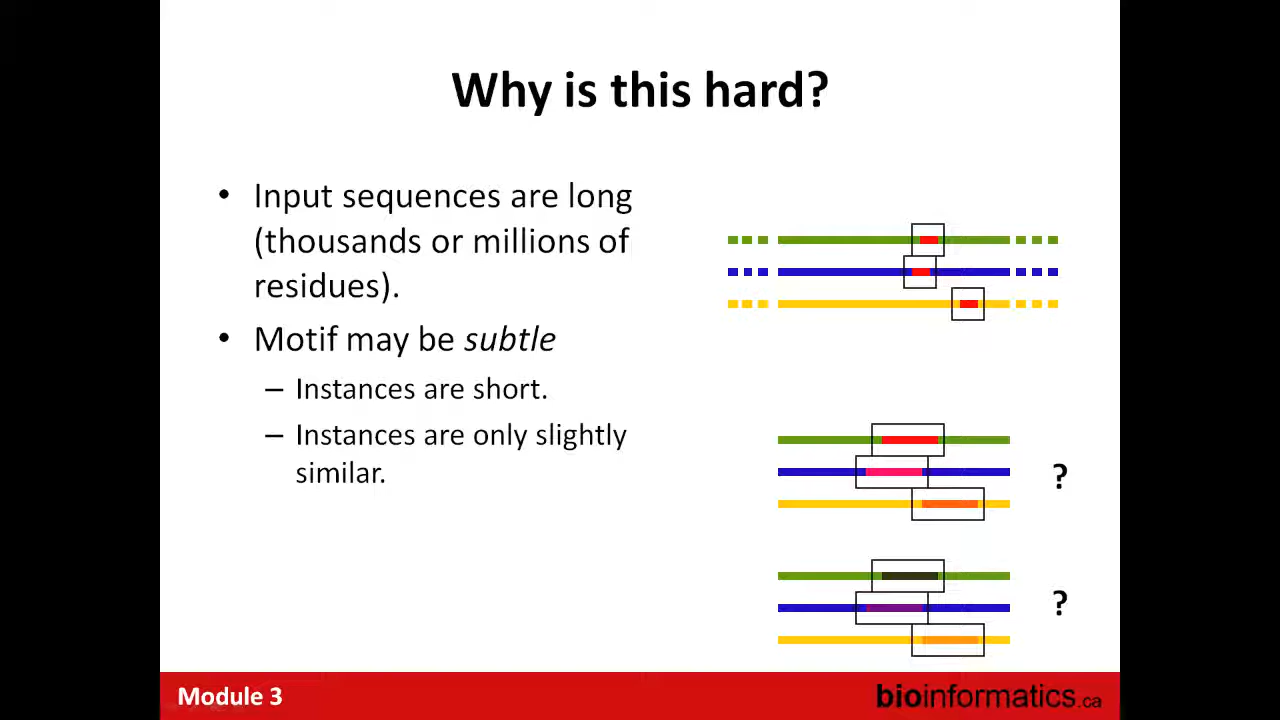 Why is this hard?
• Input sequences are long
(thousands or millions of
residues).
• Motif may be subtle
– Instances are short.
– Instances are only slightly
similar.
?
?
Module 3
bioinformatics.ca